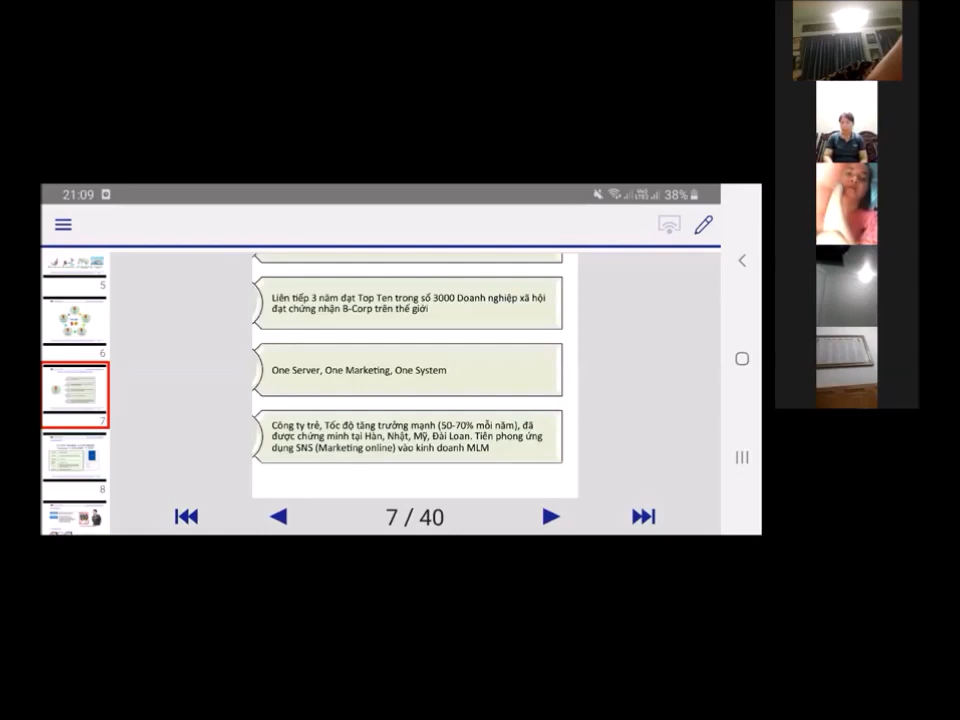 21:09
38%
5
6
7
8
Liên tiếp 3 năm đạt Top Ten trong số 3000 Doanh nghiệp xã hội
đạt chứng nhận B-Corp trên thế giới
One Server, One Marketing, One System
Công ty trẻ, Tốc độ tăng trưởng mạnh (50-70% mỗi năm), đã
được chứng minh tại Hàn, Nhật, Mỹ, Đài Loan. Tiên phong ứng
dụng SNS (Marketing online) vào kinh doanh MLM
7 / 40